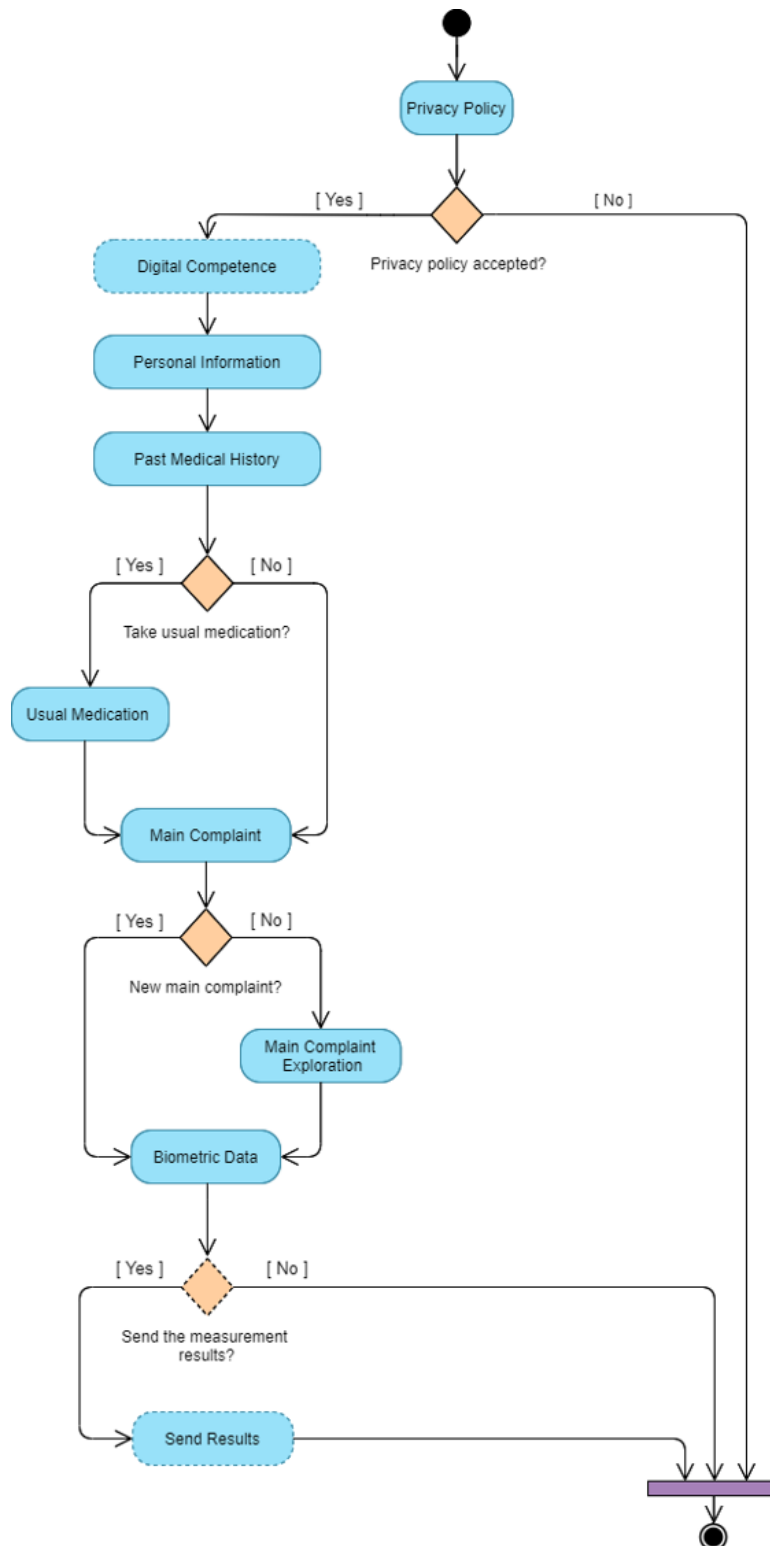 Privacy Policy
[ Yes ]
[ No ]
Privacy policy accepted?
Digital Competence
Personal Information
Past Medical History
[ Yes ]
[ No ]
Take usual medication?
Usual Medication
Main Complaint
[ Yes ]
[ No ]
New main complaint?
Main Complaint
Exploration
Biometric Data
[ Yes ]
[ No ]
Send the measurement
results?
Send Results